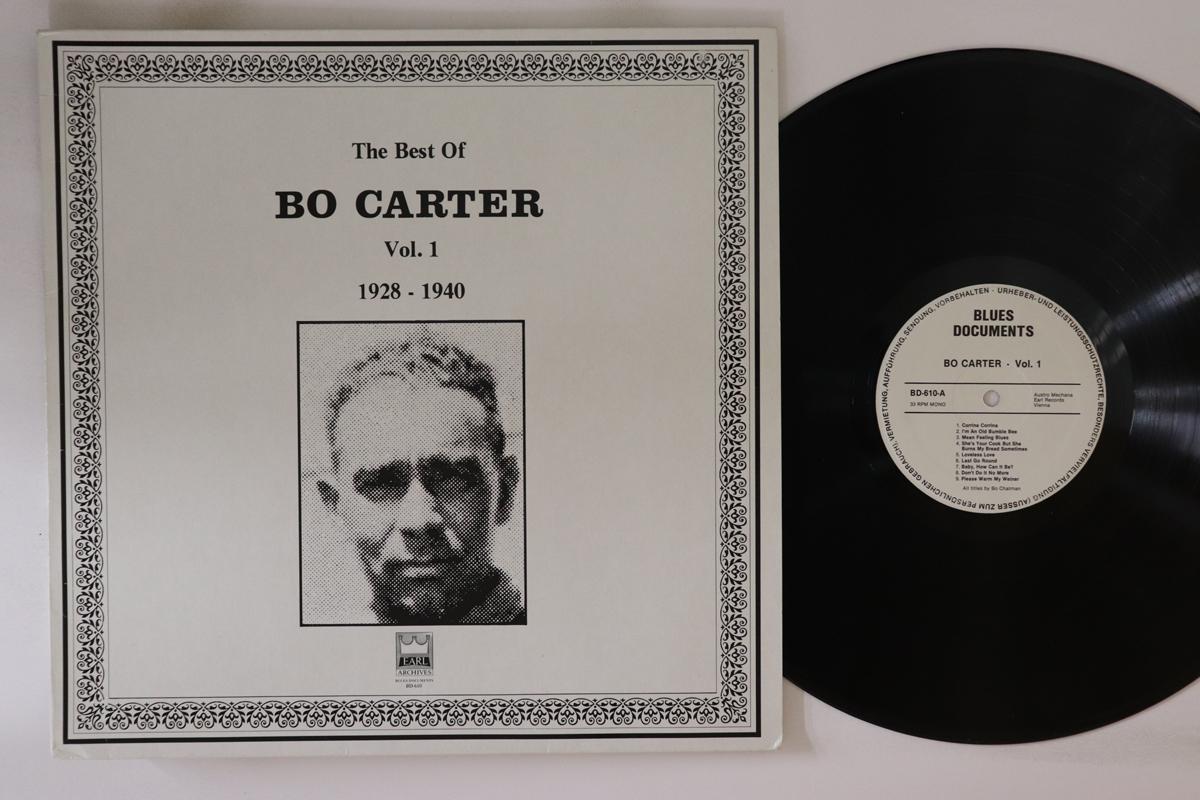 The Best Of
BO CARTER
Vol. 1
1928 - 1940
EARL
ARCHIVES
BLUES DOCUMENTS
BD-610
URHEBER- UND LEISTUNGSSCHUTZRECHTE, BESONDERS VERVIELFÄLTIGUNG (AUSSER ZUM PERSÖNLICHEN GEBRAUCH), VERMIETUNG, AUFFÜHRUNG, SENDUNG, VORBEHALTEN ·
BLUES
DOCUMENTS
BO CARTER · Vol. 1
BD-610-A
33 RPM MONO
Austro Mechana
Earl Records
Vienna
1. Corrina Corrina
2. I'm An Old Bumble Bee
3. Mean Feeling Blues
4. She's Your Cook But She
Burns My Bread Sometimes
5. Loveless Love
6. Last Go Round
7. Baby, How Can It Be?
8. Don't Do It No More
9. Please Warm My Weiner
All titles by Bo Chatman